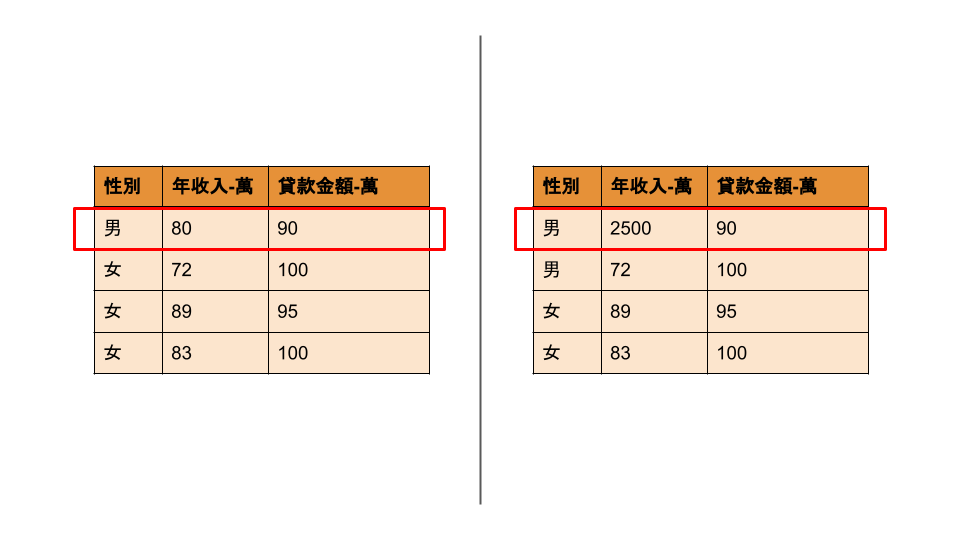 性別 年收入-萬 貸款金額-萬
男 80 90
女 72 100
女 89 95
女 83 100
性別 年收入-萬 貸款金額-萬
男 2500 90
男 72 100
女 89 95
女 83 100